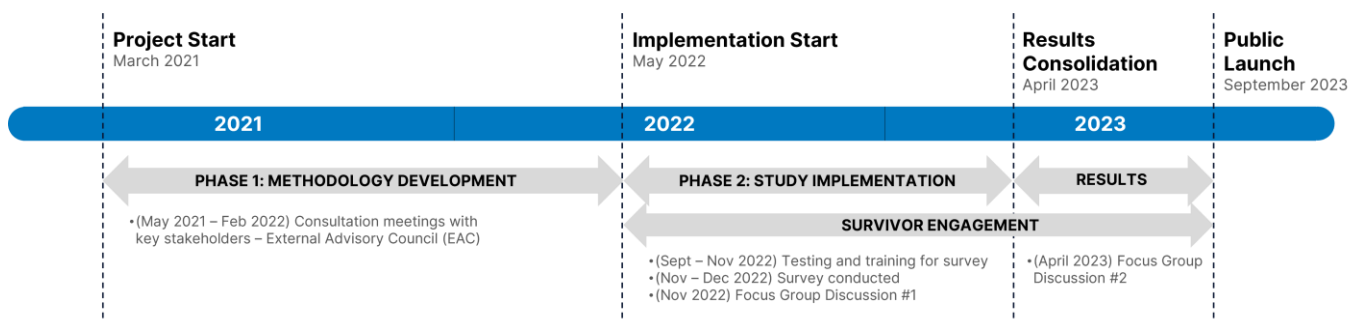 Project Start
March 2021
Implementation Start
May 2022
Results
Consolidation
April 2023
Public
Launch
September 2023
2021
2022
2023
PHASE 1: METHODOLOGY DEVELOPMENT
PHASE 2: STUDY IMPLEMENTATION
RESULTS
•(May 2021 – Feb 2022) Consultation meetings with
key stakeholders – External Advisory Council (EAC)
SURVIVOR ENGAGEMENT
•(Sept – Nov 2022) Testing and training for survey
•(Nov – Dec 2022) Survey conducted
•(Nov 2022) Focus Group Discussion #1
•(April 2023) Focus Group
Discussion #2